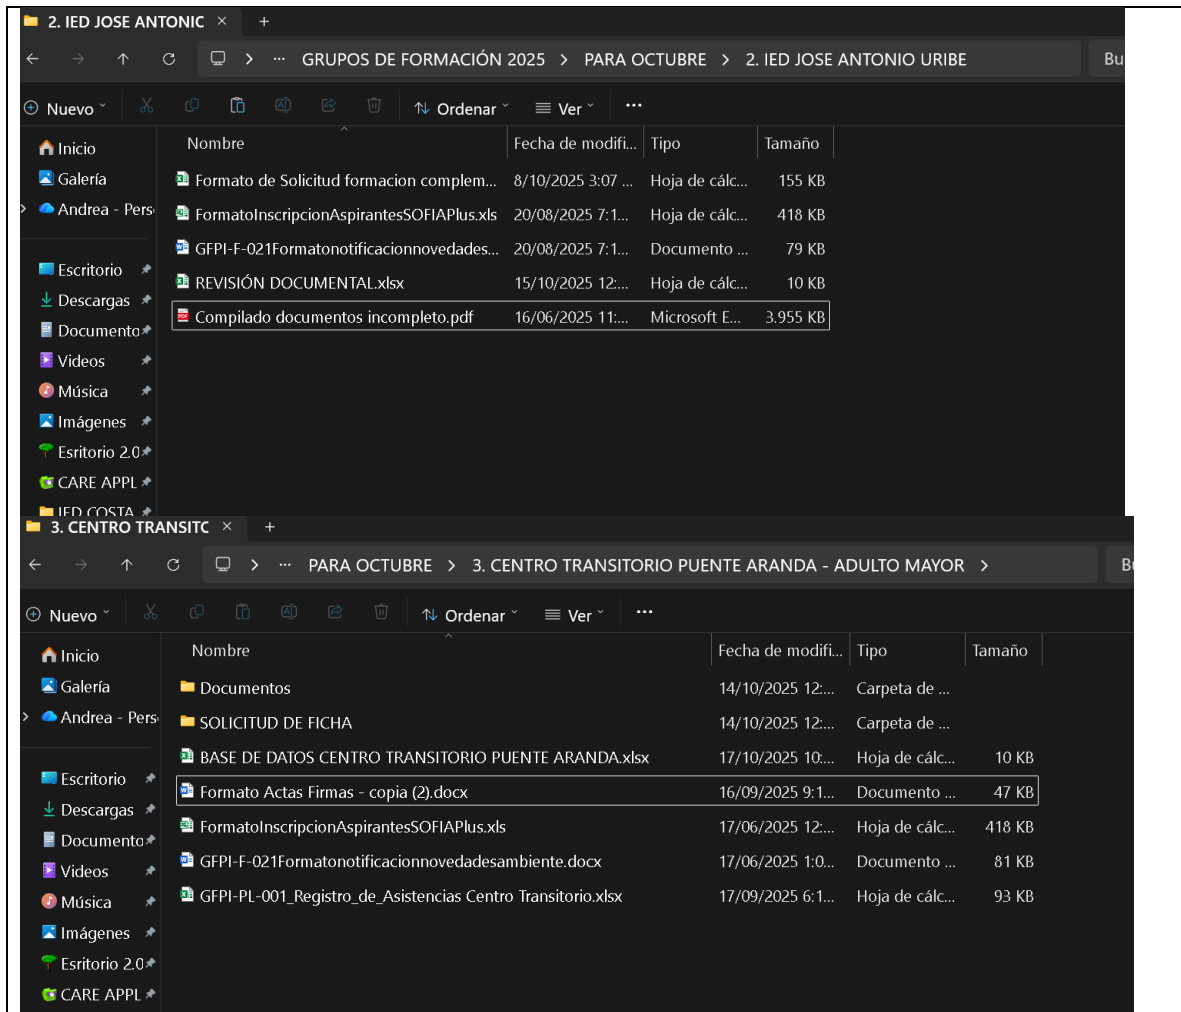 2. IED JOSE ANTONIC × +
GRUPOS DE FORMACIÓN 2025 > PARA OCTUBRE > 2. IED JOSE ANTONIO URIBE Bu
Nuevo Ordenar Ver ...
Nombre Fecha de modifi... Tipo Tamaño
Inicio
Galería
Andrea - Pers
Escritorio
Descargas
Documento
Videos
Música
Imágenes
Esritorio 2.0
CARE APPL
IED COSTA
Formato de Solicitud formacion complem... 8/10/2025 3:07 ... Hoja de cálc... 155 KB
FormatoInscripcionAspirantesSOFIAPlus.xls 20/08/2025 7:1... Hoja de cálc... 418 KB
GFPI-F-021Formatonotificacionnovedades... 20/08/2025 7:1... Documento ... 79 KB
REVISIÓN DOCUMENTAL.xlsx 15/10/2025 12:... Hoja de cálc... 10 KB
Compilado documentos incompleto.pdf 16/06/2025 11:... Microsoft E... 3.955 KB
3. CENTRO TRANSITC × +
... PARA OCTUBRE > 3. CENTRO TRANSITORIO PUENTE ARANDA - ADULTO MAYOR > B
Nuevo Ordenar Ver ...
Nombre Fecha de modifi... Tipo Tamaño
Inicio
Galería
Andrea - Pers
Escritorio
Descargas
Documento
Videos
Música
Imágenes
Esritorio 2.0
CARE APPL
Documentos 14/10/2025 12:... Carpeta de ...
SOLICITUD DE FICHA 14/10/2025 12:... Carpeta de ...
BASE DE DATOS CENTRO TRANSITORIO PUENTE ARANDA.xlsx 17/10/2025 10:... Hoja de cálc... 10 KB
Formato Actas Firmas - copia (2).docx 16/09/2025 9:1... Documento ... 47 KB
FormatoInscripcionAspirantesSOFIAPlus.xls 17/06/2025 12:... Hoja de cálc... 418 KB
GFPI-F-021Formatonotificacionnovedadesambiente.docx 17/06/2025 1:0... Documento ... 81 KB
GFPI-PL-001_Registro_de_Asistencias Centro Transitorio.xlsx 17/09/2025 6:1... Hoja de cálc... 93 KB